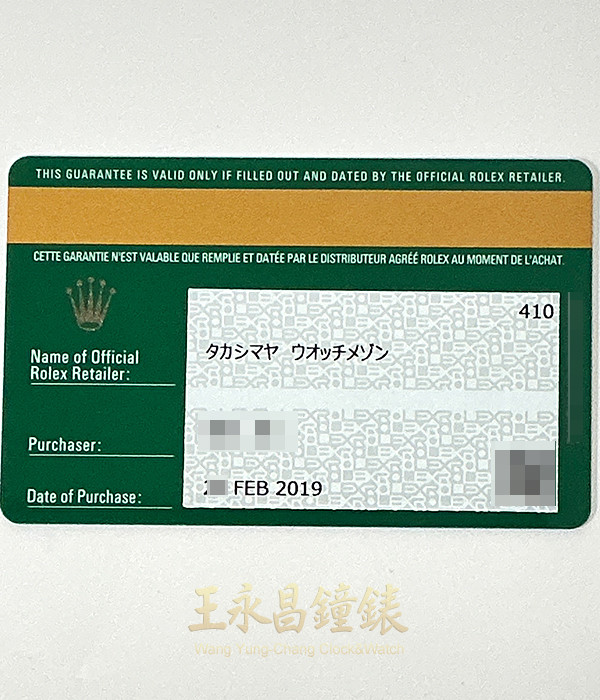 THIS GUARANTEE IS VALID ONLY IF FILLED OUT AND DATED BY THE OFFICIAL ROLEX RETAILER.
CETTE GARANTIE N'EST VALABLE QUE REMPLIE ET DATÉE PAR LE DISTRIBUTEUR AGRÉÉ ROLEX AU MOMENT DE L'ACHAT.
410
Name of Official
Rolex Retailer:
タカシマヤ ウオッチメゾン
Purchaser:
Date of Purchase:
FEB 2019
王永昌鐘錶
Wang Yung-Chang Clock&Watch